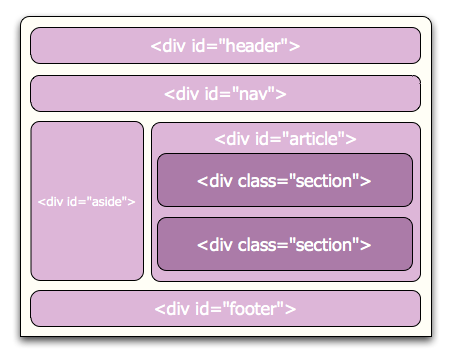 <div id="header">
<div id="nav">
<div id="aside">
<div id="article">
<div class="section">
<div class="section">
<div id="footer">